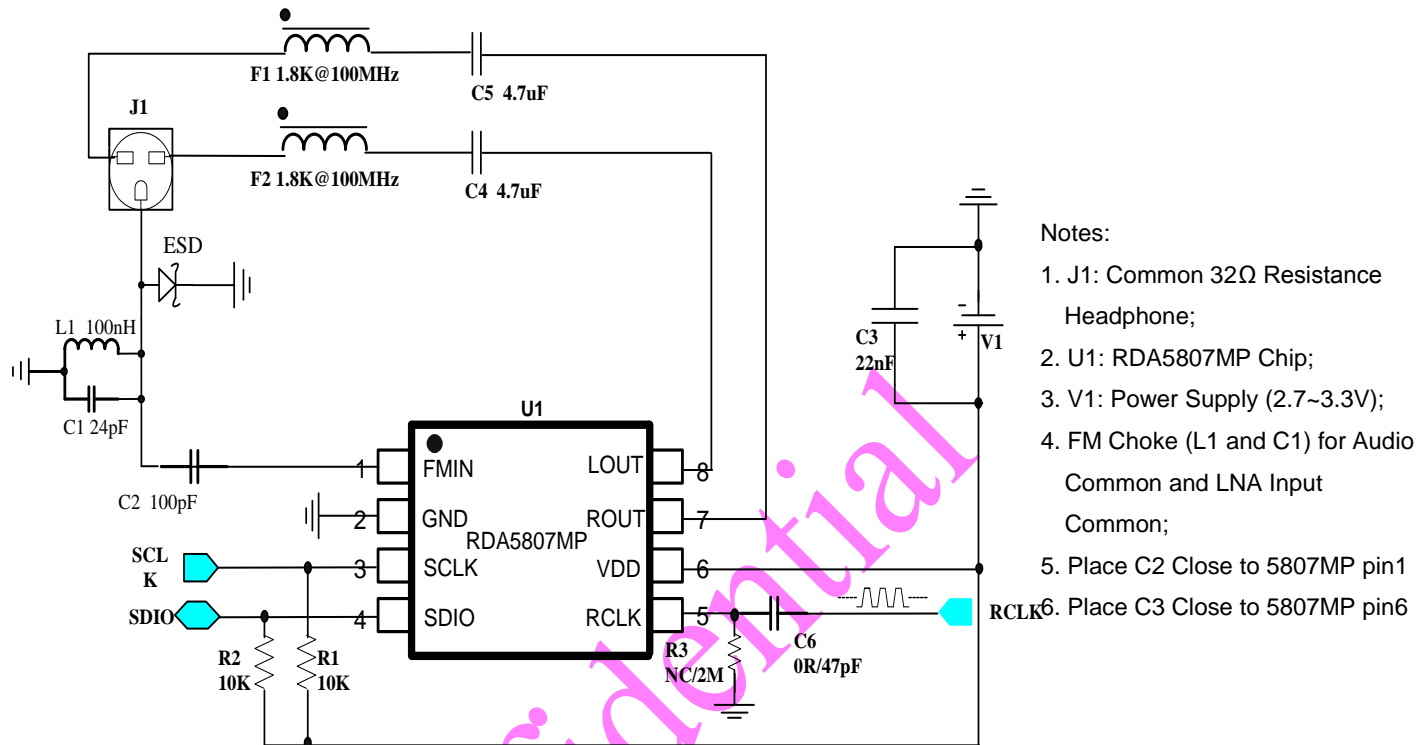 F1 1.8K@100MHz
C5 4.7uF
J1
F2 1.8K@100MHz
C4 4.7uF
ESD
L1 100nH
C1 24pF
C2 100pF
C3
22nF
-
+
V1
U1
1
FMIN
2
GND
3
SCLK
4
SDIO
RDA5807MP
LOUT
8
ROUT
7
VDD
6
RCLK
5
SCL
K
SDIO
R2
10K
R1
10K
R3
NC/2M
C6
0R/47pF
RCLK
Notes:
1. J1: Common 32Ω Resistance
Headphone;
2. U1: RDA5807MP Chip;
3. V1: Power Supply (2.7~3.3V);
4. FM Choke (L1 and C1) for Audio
Common and LNA Input
Common;
5. Place C2 Close to 5807MP pin1
6. Place C3 Close to 5807MP pin6